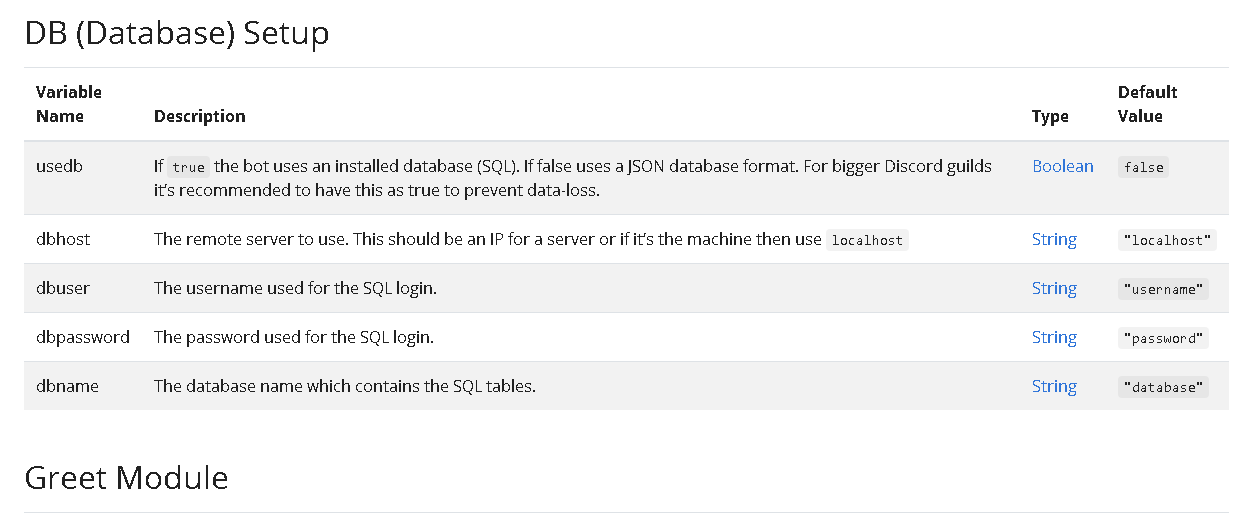 DB (Database) Setup
Variable
Name
Description
Type
Default
Value
usedb
If true the bot uses an installed database (SQL). If false uses a JSON database format. For bigger Discord guilds
it’s recommended to have this as true to prevent data-loss.
Boolean
false
dbhost
The remote server to use. This should be an IP for a server or if it’s the machine then use localhost
String
"localhost"
dbuser
The username used for the SQL login.
String
"username"
dbpassword
The password used for the SQL login.
String
"password"
dbname
The database name which contains the SQL tables.
String
"database"
Greet Module